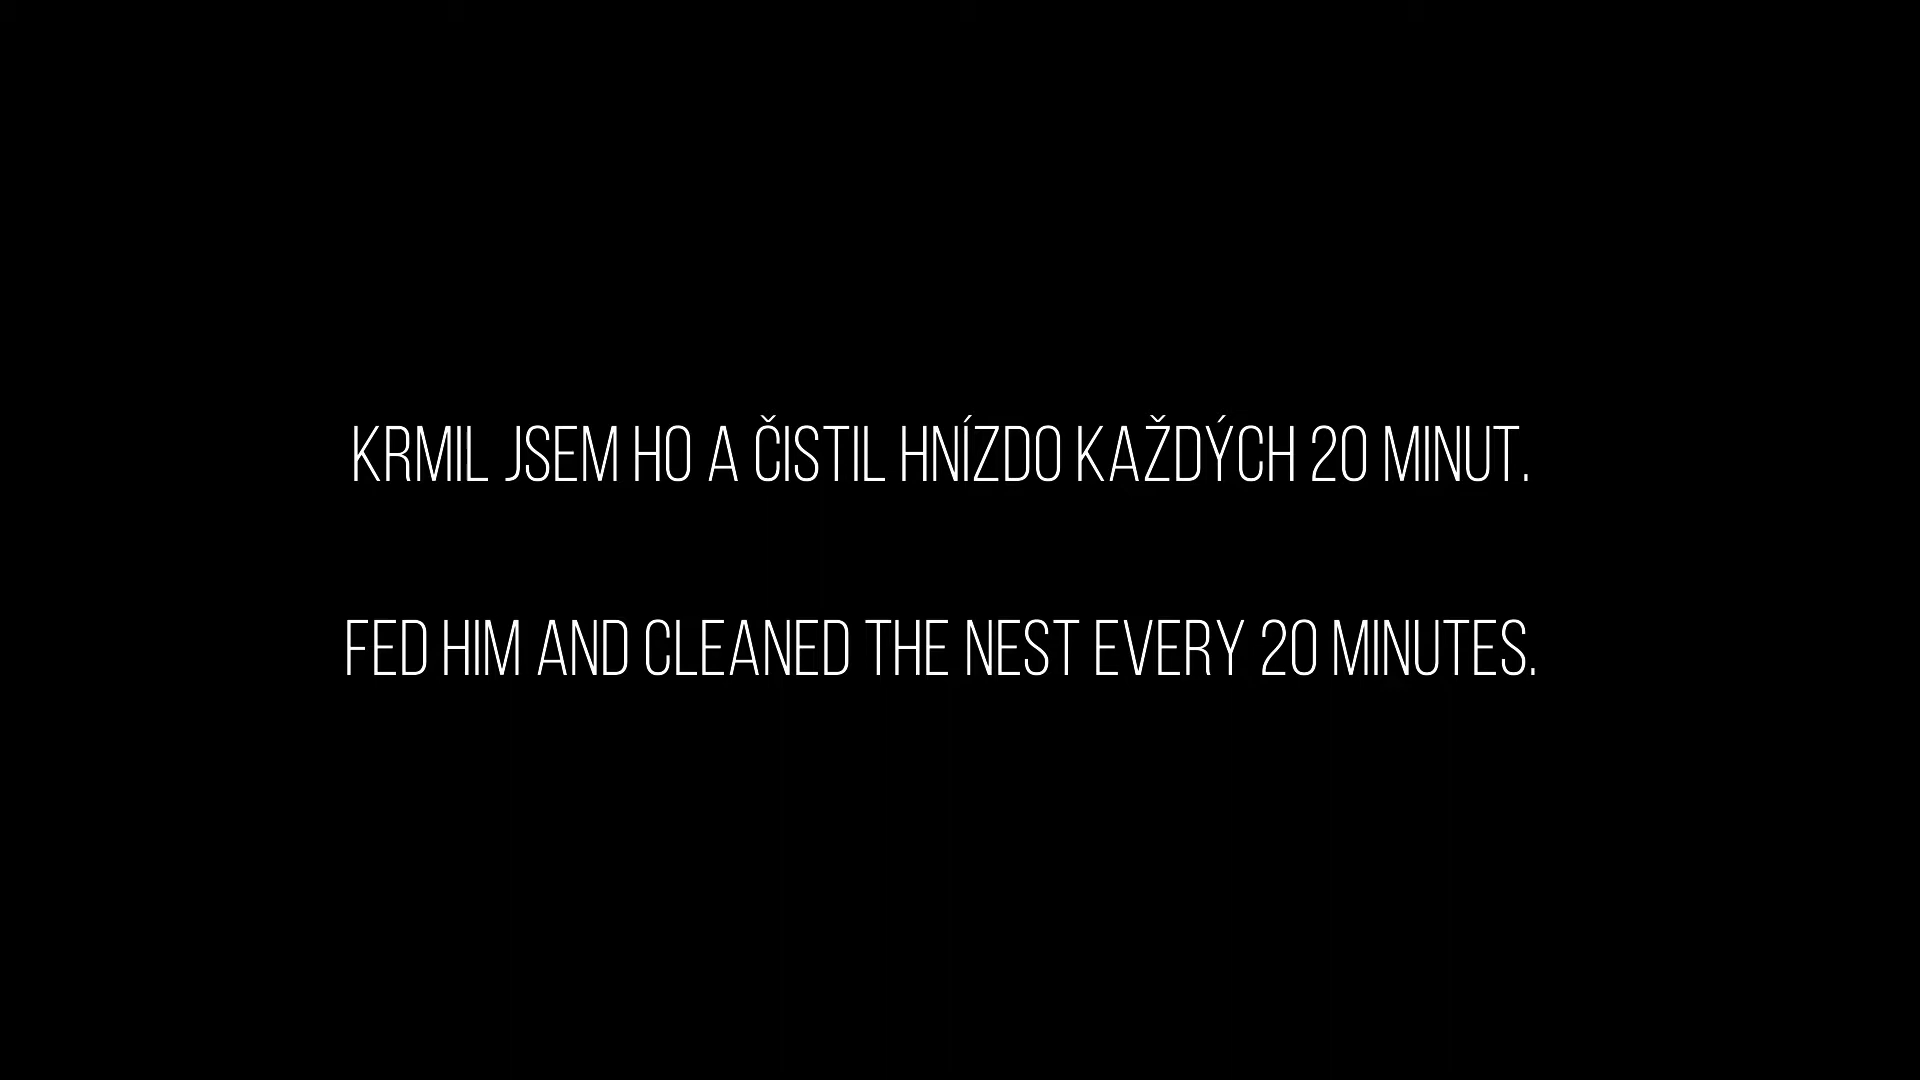 KRMIL JSEM HO A ČISTIL HNÍZDO KAŽDÝCH 20 MINUT.
FED HIM AND CLEANED THE NEST EVERY 20 MINUTES.